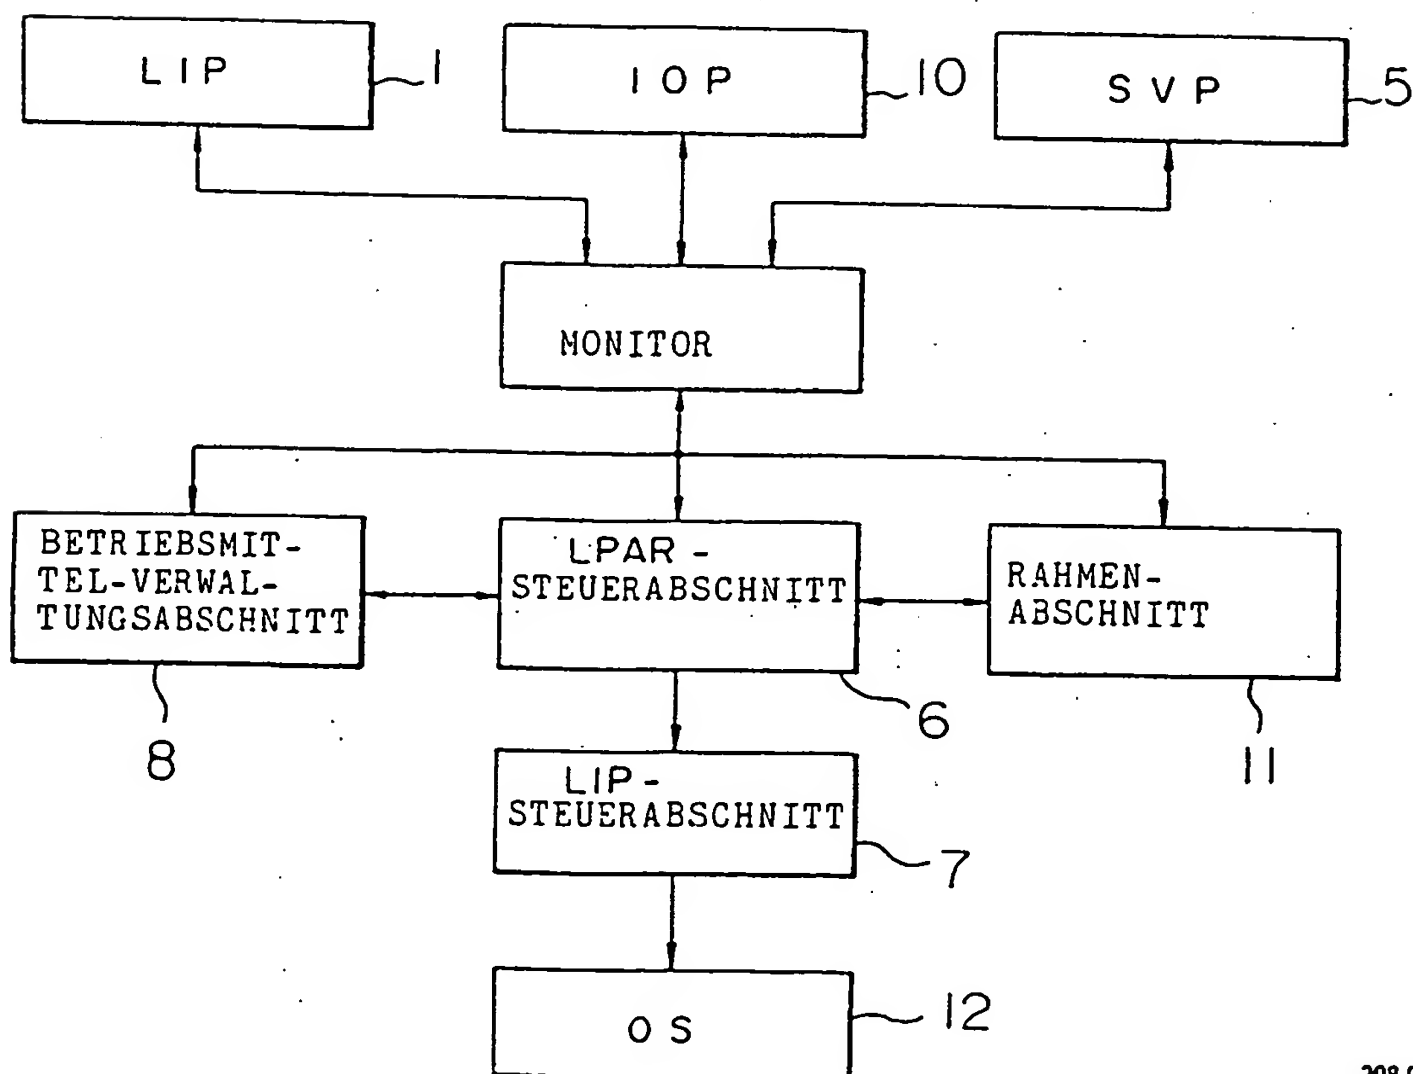 LIP
1
IOP
10
SVP
5
MONITOR
BETRIEBSMIT-
TEL-VERWAL-
TUNGSABSCHNITT
8
LPAR-
STEUERABSCHNITT
6
RAHMEN-
ABSCHNITT
11
LIP-
STEUERABSCHNITT
7
OS
12